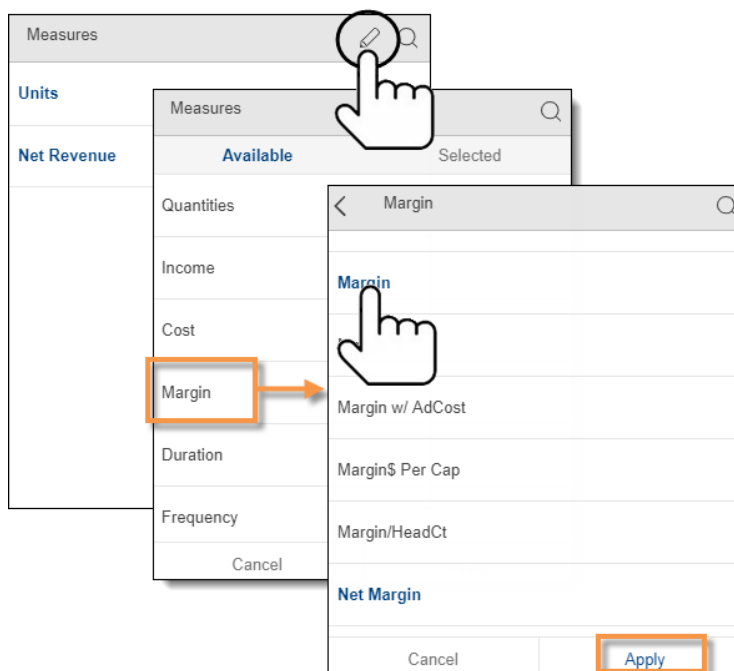 Measures
Units
Net Revenue
Measures
Available
Selected
Quantities
Income
Cost
Margin
Duration
Frequency
Cancel
Margin
Margin
Margin w/ AdCost
Margin$ Per Cap
Margin/HeadCt
Net Margin
Cancel
Apply